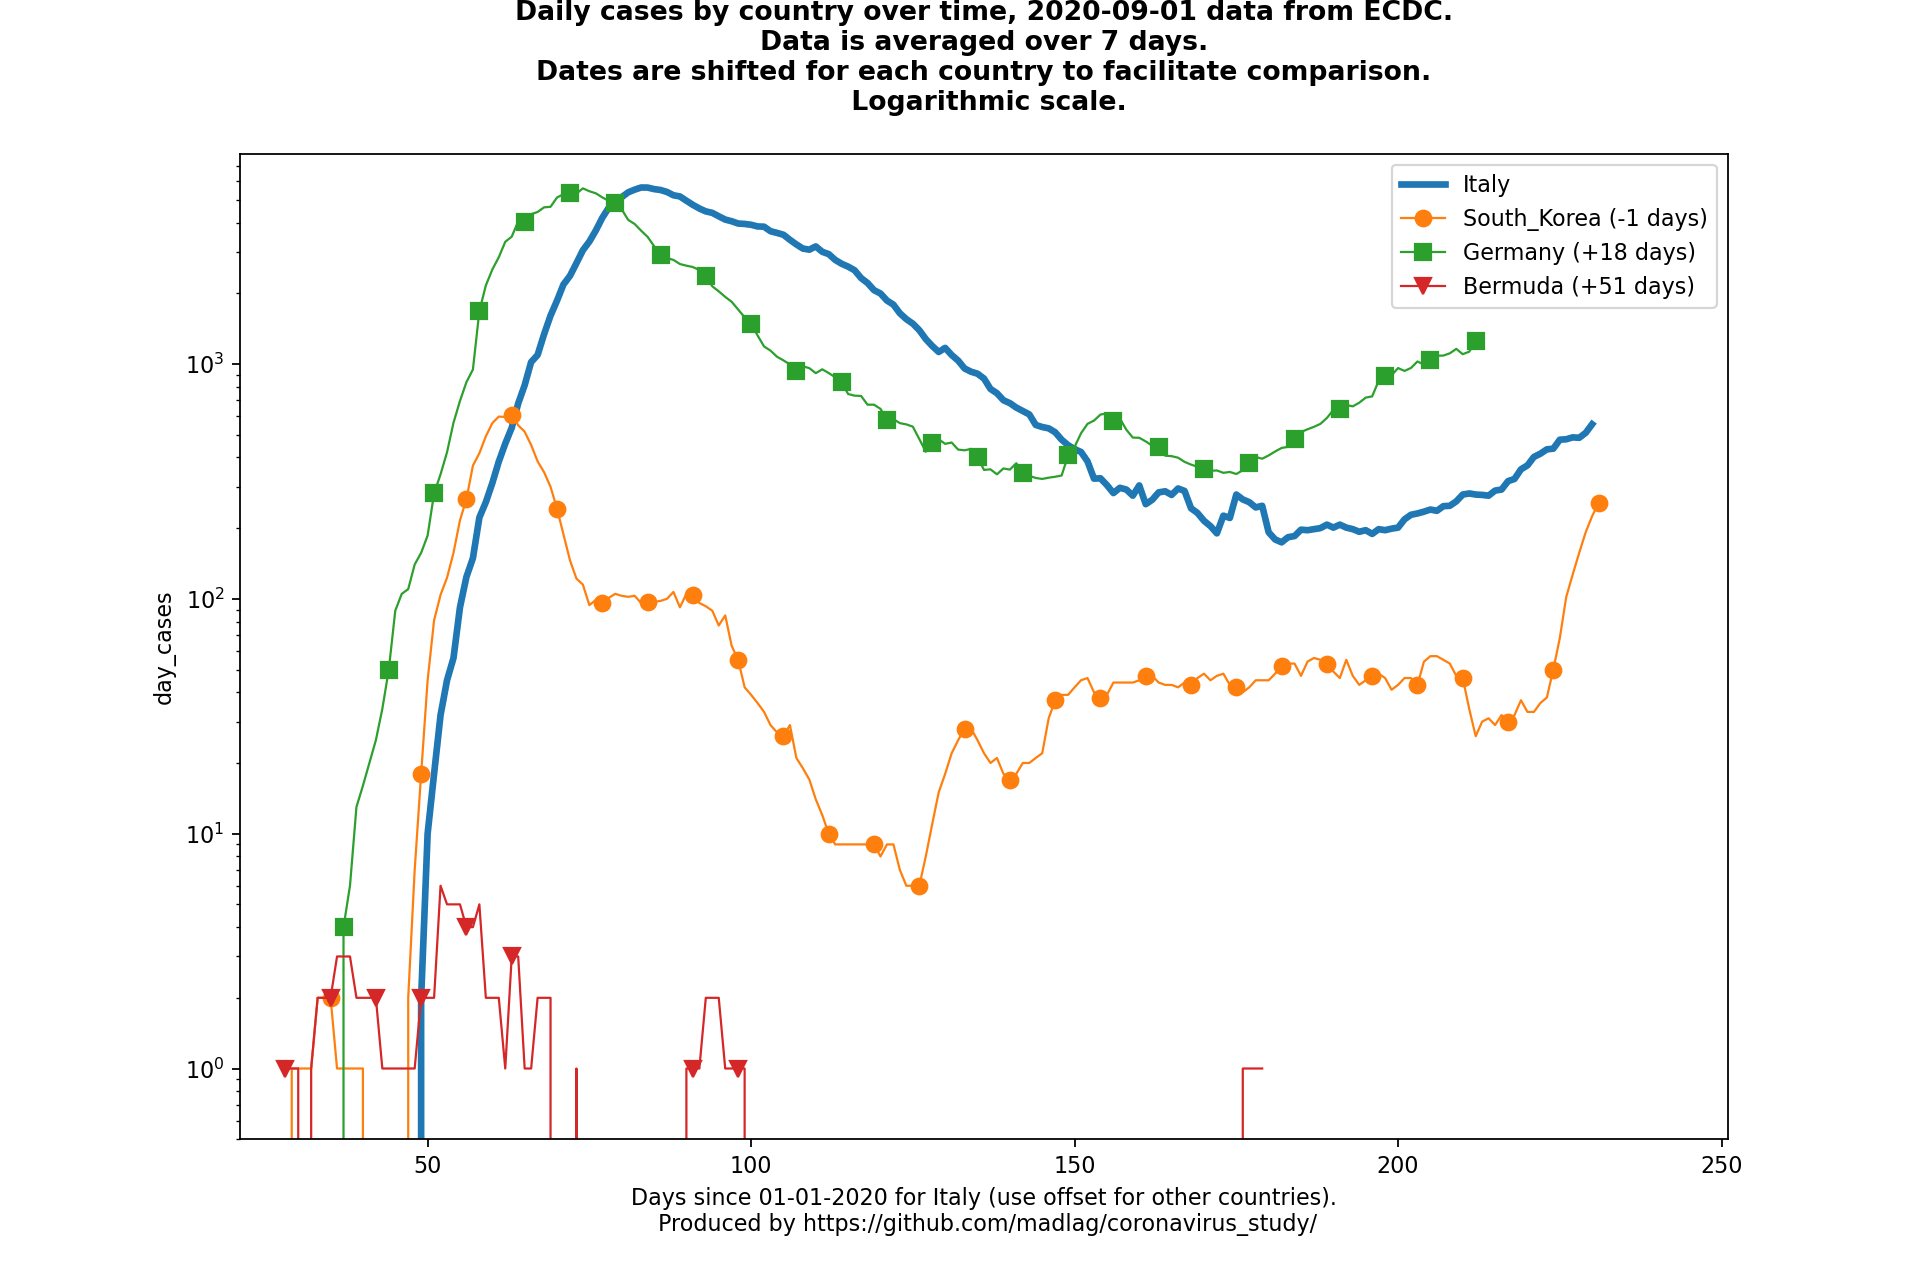 Daily cases by country over time, 2020-09-01 data from ECDC.
Data is averaged over 7 days.
Dates are shifted for each country to facilitate comparison.
Logarithmic scale.
Italy
South_Korea (-1 days)
Germany (+18 days)
Bermuda (+51 days)
day_cases
10³
10²
10¹
10⁰
50 100 150 200 250
Days since 01-01-2020 for Italy (use offset for other countries).
Produced by https://github.com/madlag/coronavirus_study/